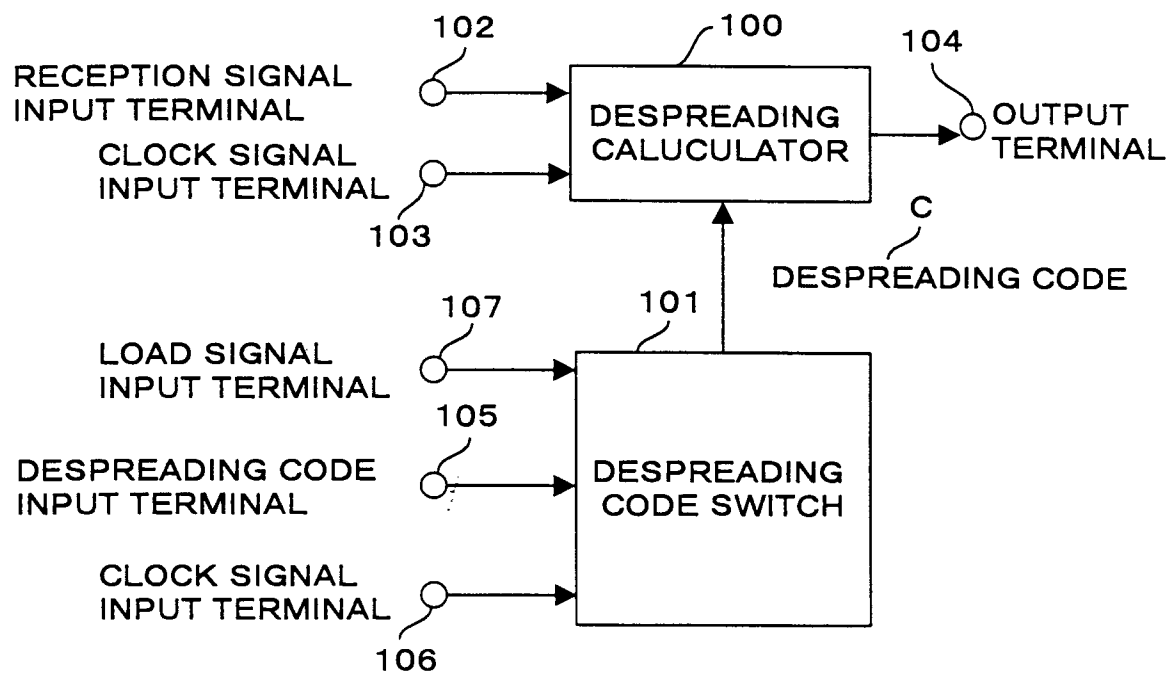 102
RECEPTION SIGNAL
INPUT TERMINAL
CLOCK SIGNAL
INPUT TERMINAL
103
100
DESPREADING
CALUCULATOR
104
OUTPUT
TERMINAL
C
DESPREADING CODE
107
LOAD SIGNAL
INPUT TERMINAL
105
DESPREADING CODE
INPUT TERMINAL
CLOCK SIGNAL
INPUT TERMINAL
106
101
DESPREADING
CODE SWITCH